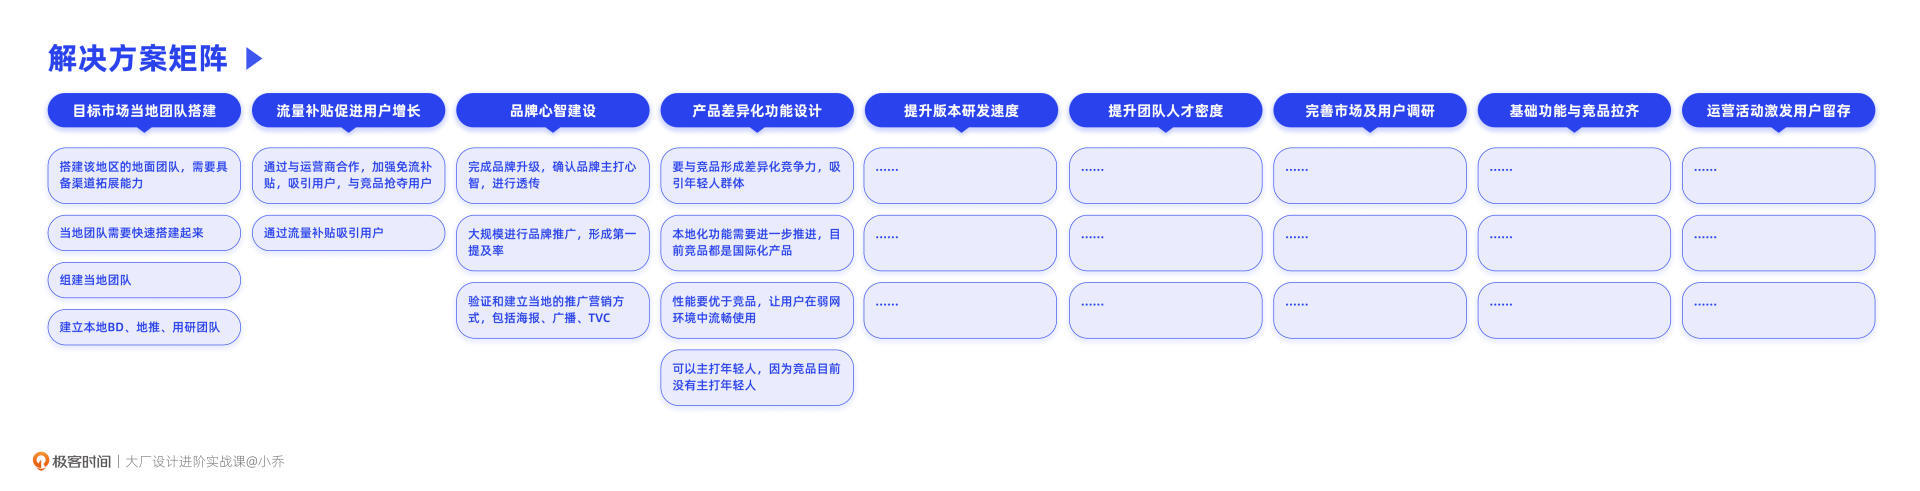 解决方案矩阵
目标市场当地团队搭建
搭建该地区的地面团队，需要具
备渠道拓展能力
当地团队需要快速搭建起来
组建当地团队
建立本地BD、地推、用研团队
流量补贴促进用户增长
通过与运营商合作，加强免流补
贴，吸引用户，与竞品抢夺用户
通过流量补贴吸引用户
品牌心智建设
完成品牌升级，确认品牌主打心
智，进行透传
大规模进行品牌推广，形成第一
提及率
验证和建立当地的推广营销方
式，包括海报、广播、TVC
产品差异化功能设计
要与竞品形成差异化竞争力，吸
引年轻人群体
本地化功能需要进一步推进，目
前竞品都是国际化产品
性能要优于竞品，让用户在弱网
环境中流畅使用
可以主打年轻人，因为竞品目前
没有主打年轻人
提升版本研发速度
……
……
……
提升团队人才密度
……
……
……
完善市场及用户调研
……
……
……
基础功能与竞品拉齐
……
……
……
运营活动激发用户留存
……
……
……
极客时间｜大厂设计进阶实战课@小乔